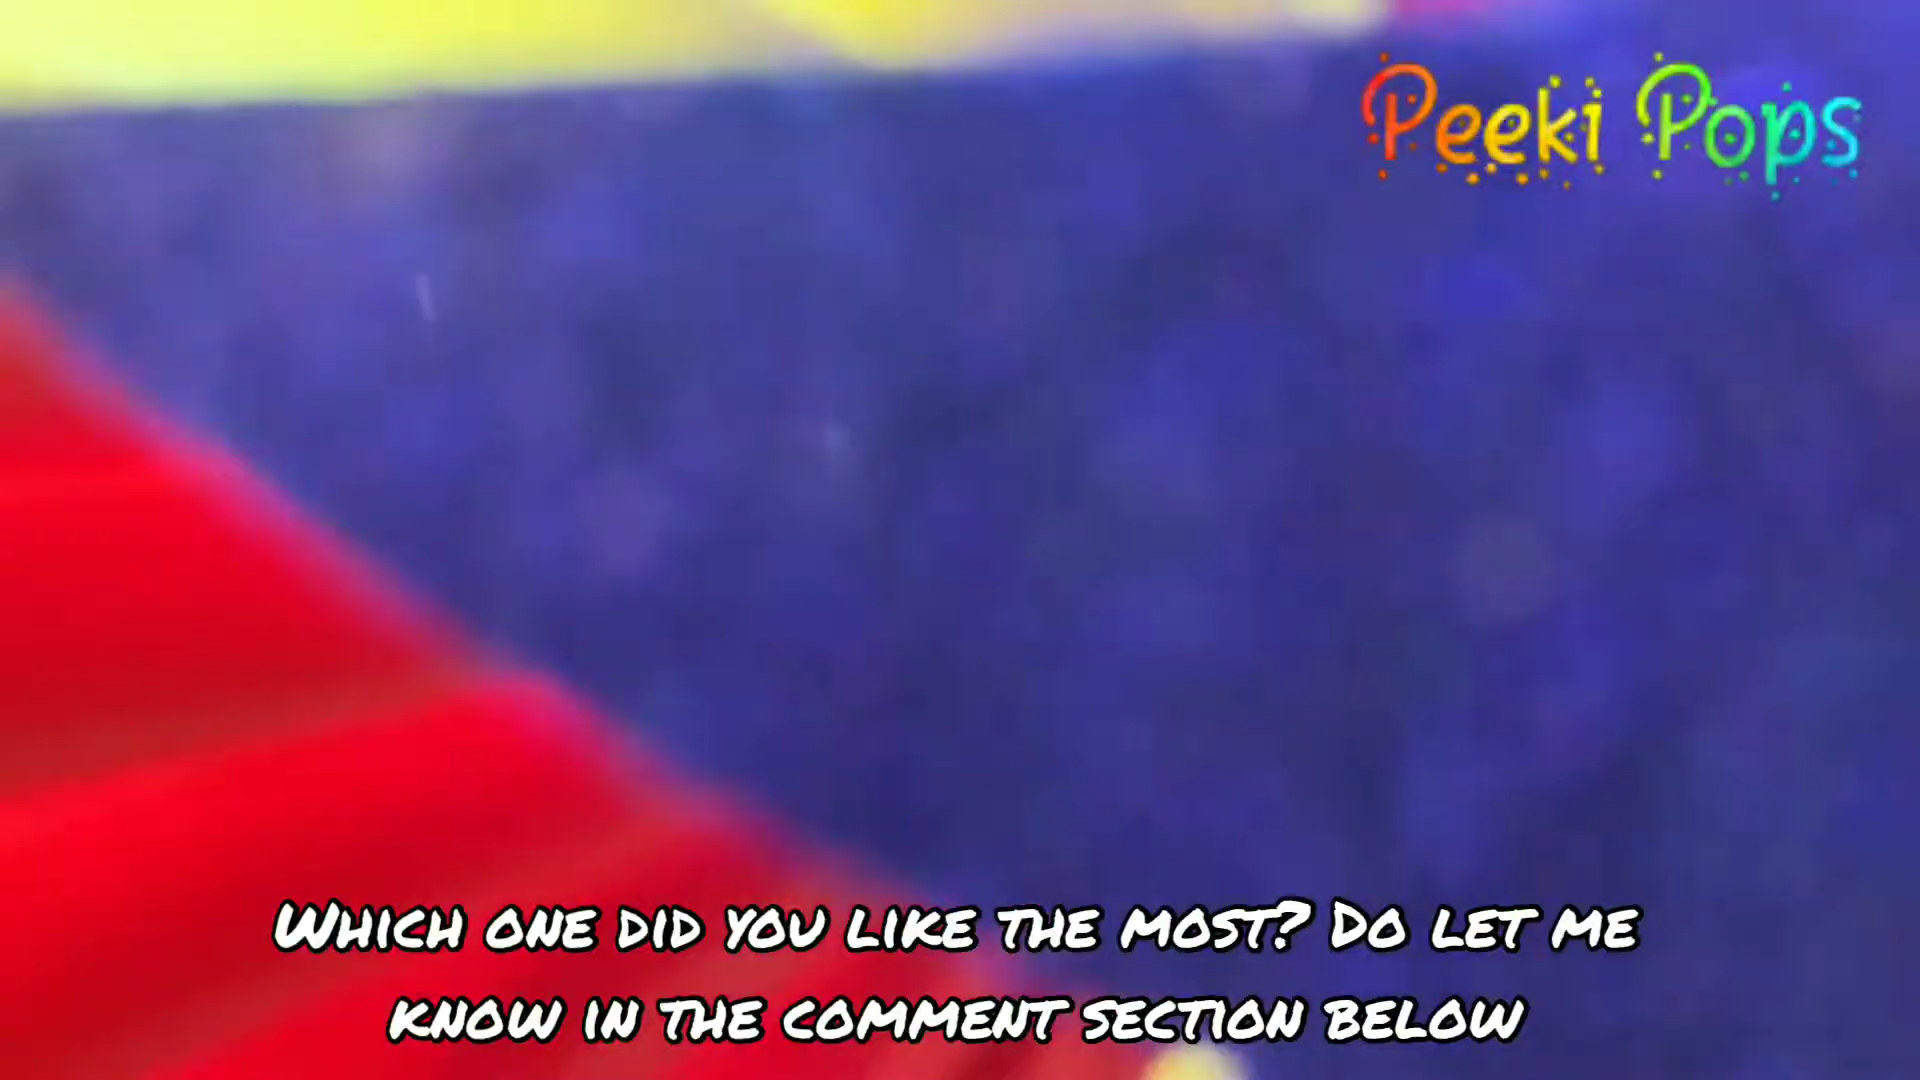 Peeki Pops
Which one did you like the most? Do let me
know in the comment section below